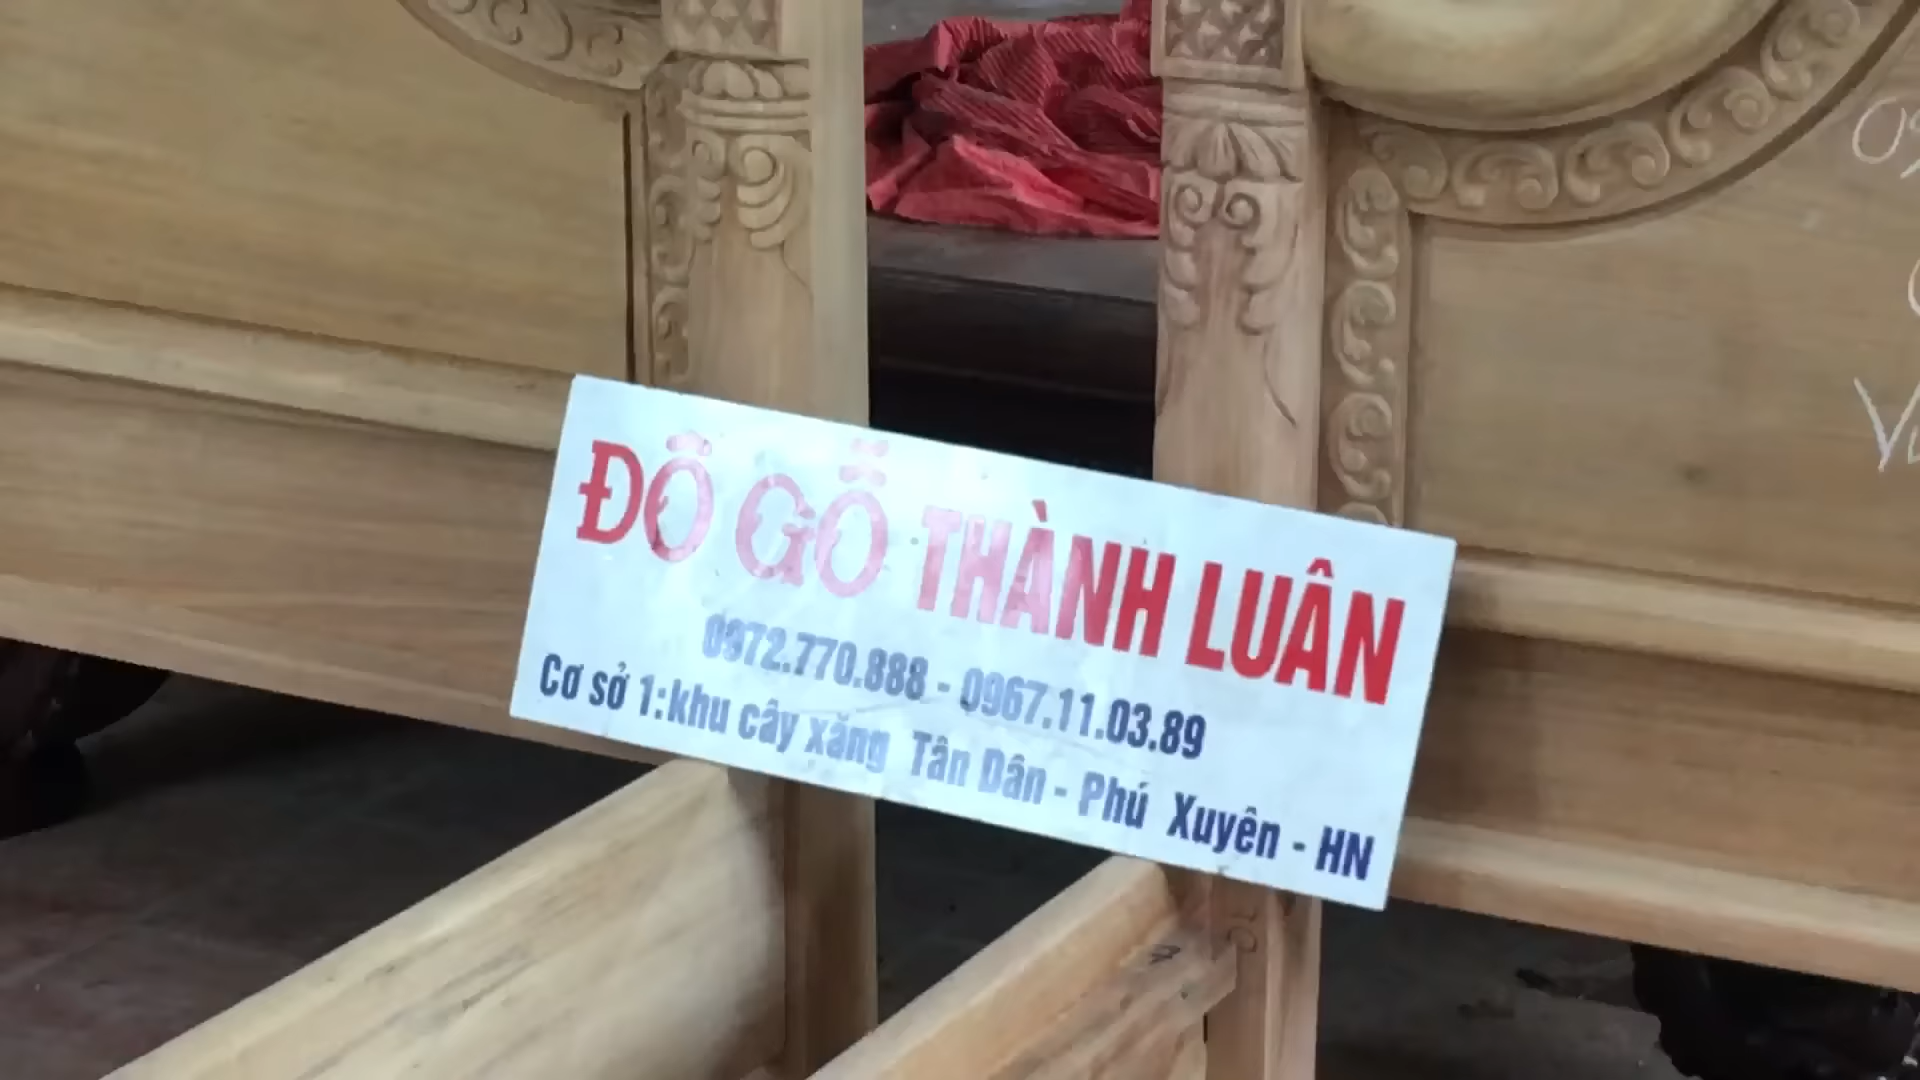 ĐỒ GỖ THÀNH LUÂN
0972.770.888 - 0967.11.03.89
Cơ sở 1:khu cây xăng Tân Dân - Phú Xuyên - HN